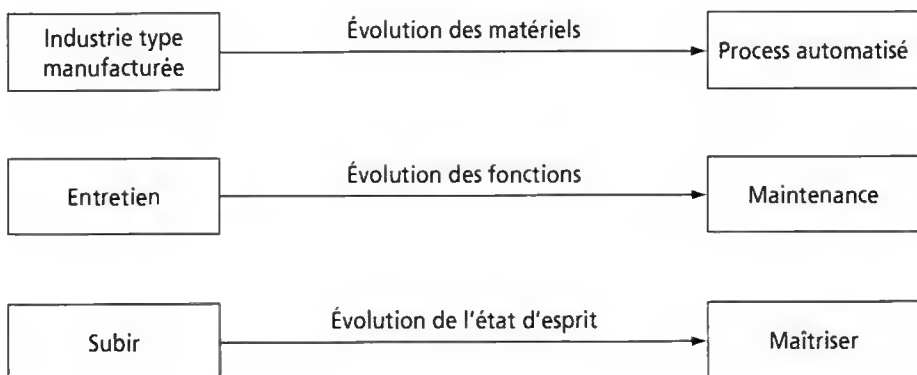 Industrie type
manufacturée
Évolution des matériels
Process automatisé
Entretien
Évolution des fonctions
Maintenance
Subir
Évolution de l'état d'esprit
Maîtriser